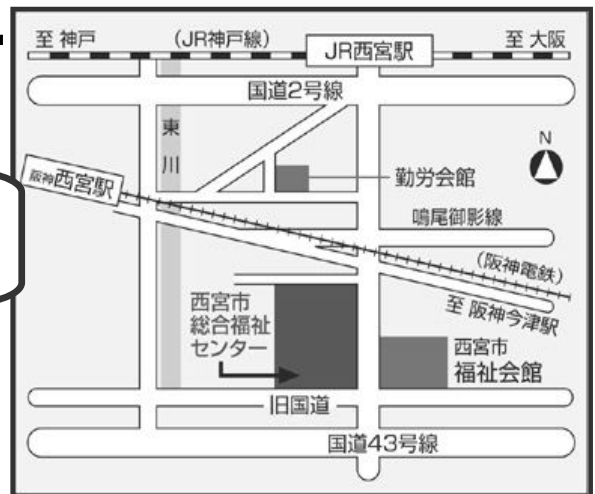 至 神戸
(JR神戸線)
JR西宮駅
至 大阪
国道2号線
東
川
N
阪神西宮駅
勤労会館
鳴尾御影線
(阪神電鉄)
至 阪神今津駅
西宮市
総合福祉
センター
西宮市
福祉会館
旧国道
国道43号線